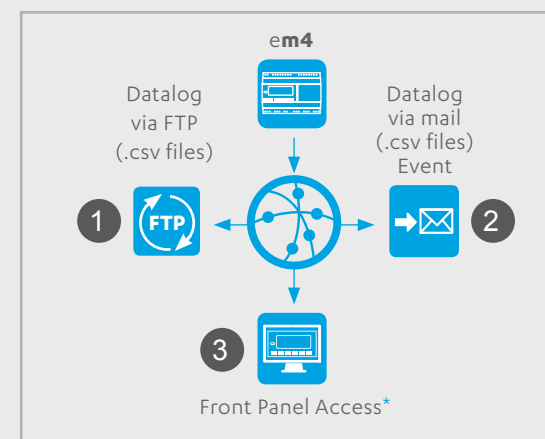 em4
Datalog
via FTP
(.csv files)
Datalog
via mail
(.csv files)
Event
1
FTP
2
3
Front Panel Access*